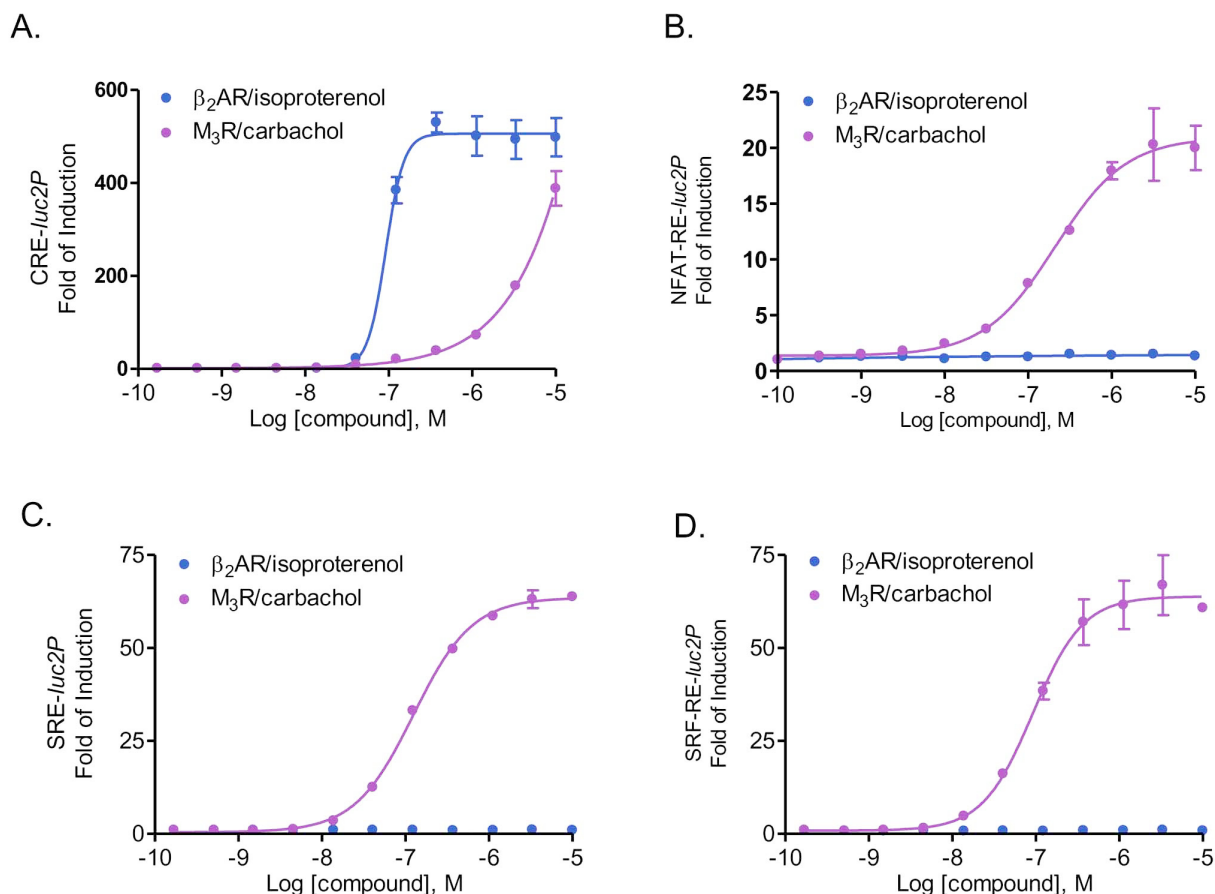 A.
600
400
200
0
CRE-luc2P
Fold of Induction
β₂AR/isoproterenol
M₃R/carbachol
-10 -9 -8 -7 -6 -5
Log [compound], M
B.
25
20
15
10
5
0
NFAT-RE-luc2P
Fold of Induction
β₂AR/isoproterenol
M₃R/carbachol
-10 -9 -8 -7 -6 -5
Log [compound], M
C.
75
50
25
0
SRE-luc2P
Fold of Induction
β₂AR/isoproterenol
M₃R/carbachol
-10 -9 -8 -7 -6 -5
Log [compound], M
D.
75
50
25
0
SRF-RE-luc2P
Fold of Induction
β₂AR/isoproterenol
M₃R/carbachol
-10 -9 -8 -7 -6 -5
Log [compound], M